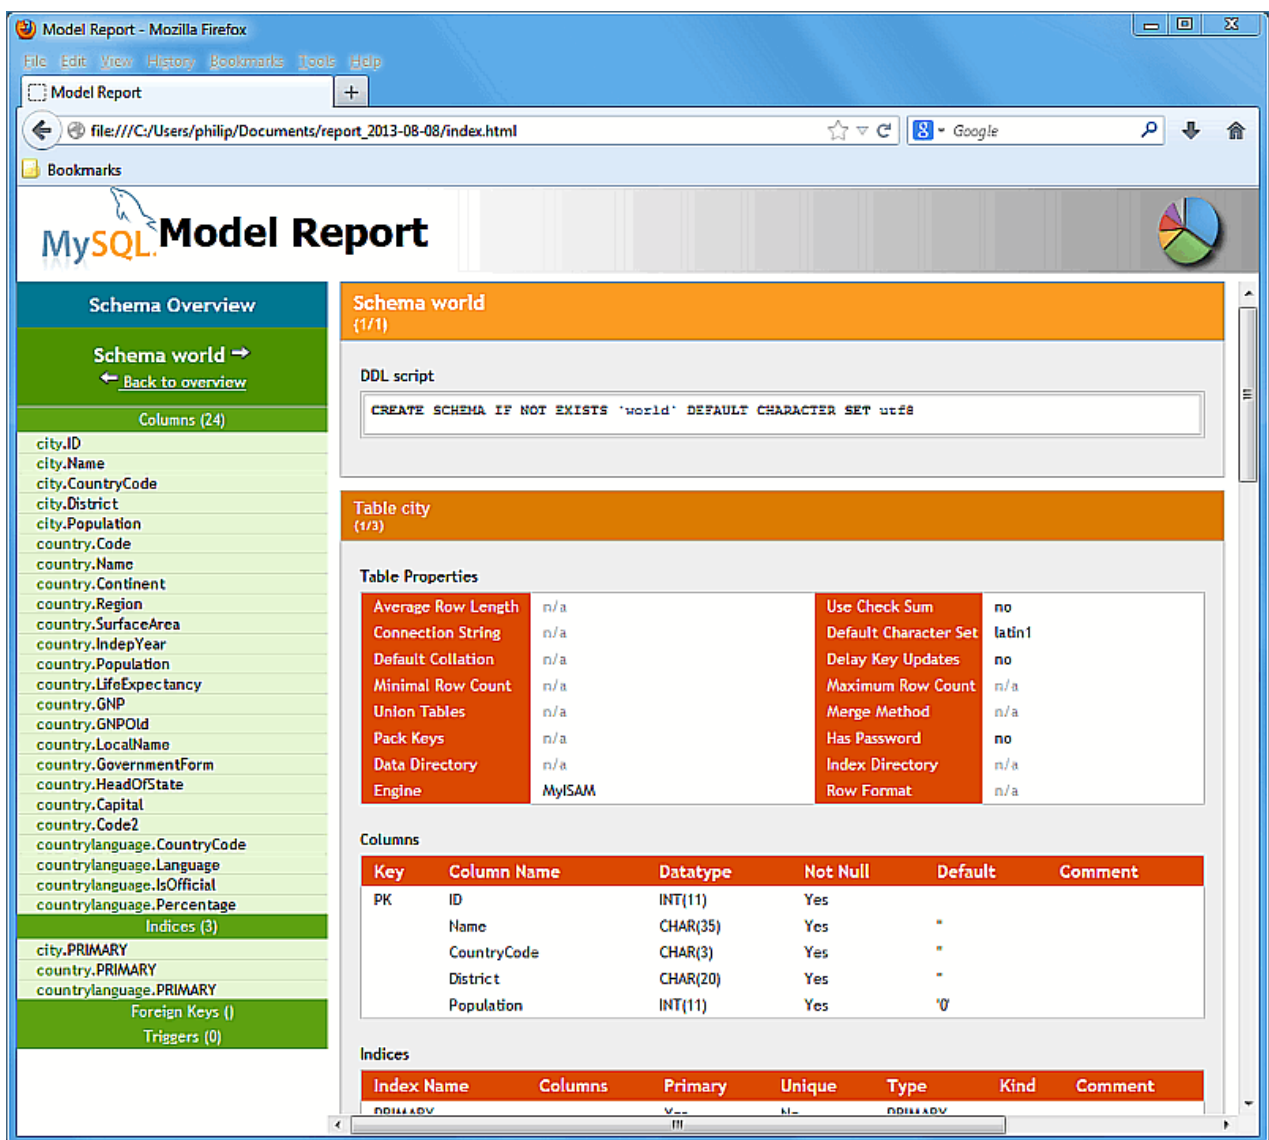 Model Report - Mozilla Firefox
File Edit View History Bookmarks Tools Help
Model Report
+
file:///C:/Users/philip/Documents/report_2013-08-08/index.html
8 Google
Bookmarks
MySQL. Model Report
Schema Overview
Schema world →
← Back to overview
Columns (24)
city.ID
city.Name
city.CountryCode
city.District
city.Population
country.Code
country.Name
country.Continent
country.Region
country.SurfaceArea
country.IndepYear
country.Population
country.LifeExpectancy
country.GNP
country.GNPOld
country.LocalName
country.GovernmentForm
country.HeadOfState
country.Capital
country.Code2
countrylanguage.CountryCode
countrylanguage.Language
countrylanguage.IsOfficial
countrylanguage.Percentage
Indices (3)
city.PRIMARY
country.PRIMARY
countrylanguage.PRIMARY
Foreign Keys ()
Triggers (0)
Schema world
(1/1)
DDL script
CREATE SCHEMA IF NOT EXISTS `world` DEFAULT CHARACTER SET utf8
Table city
(1/3)
Table Properties
Average Row Length n/a Use Check Sum no
Connection String n/a Default Character Set latin1
Default Collation n/a Delay Key Updates no
Minimal Row Count n/a Maximum Row Count n/a
Union Tables n/a Merge Method n/a
Pack Keys n/a Has Password no
Data Directory n/a Index Directory n/a
Engine MyISAM Row Format n/a
Columns
Key Column Name Datatype Not Null Default Comment
PK ID INT(11) Yes
Name CHAR(35) Yes ''
CountryCode CHAR(3) Yes ''
District CHAR(20) Yes ''
Population INT(11) Yes '0'
Indices
Index Name Columns Primary Unique Type Kind Comment
PRIMARY Yes No PRIMARY